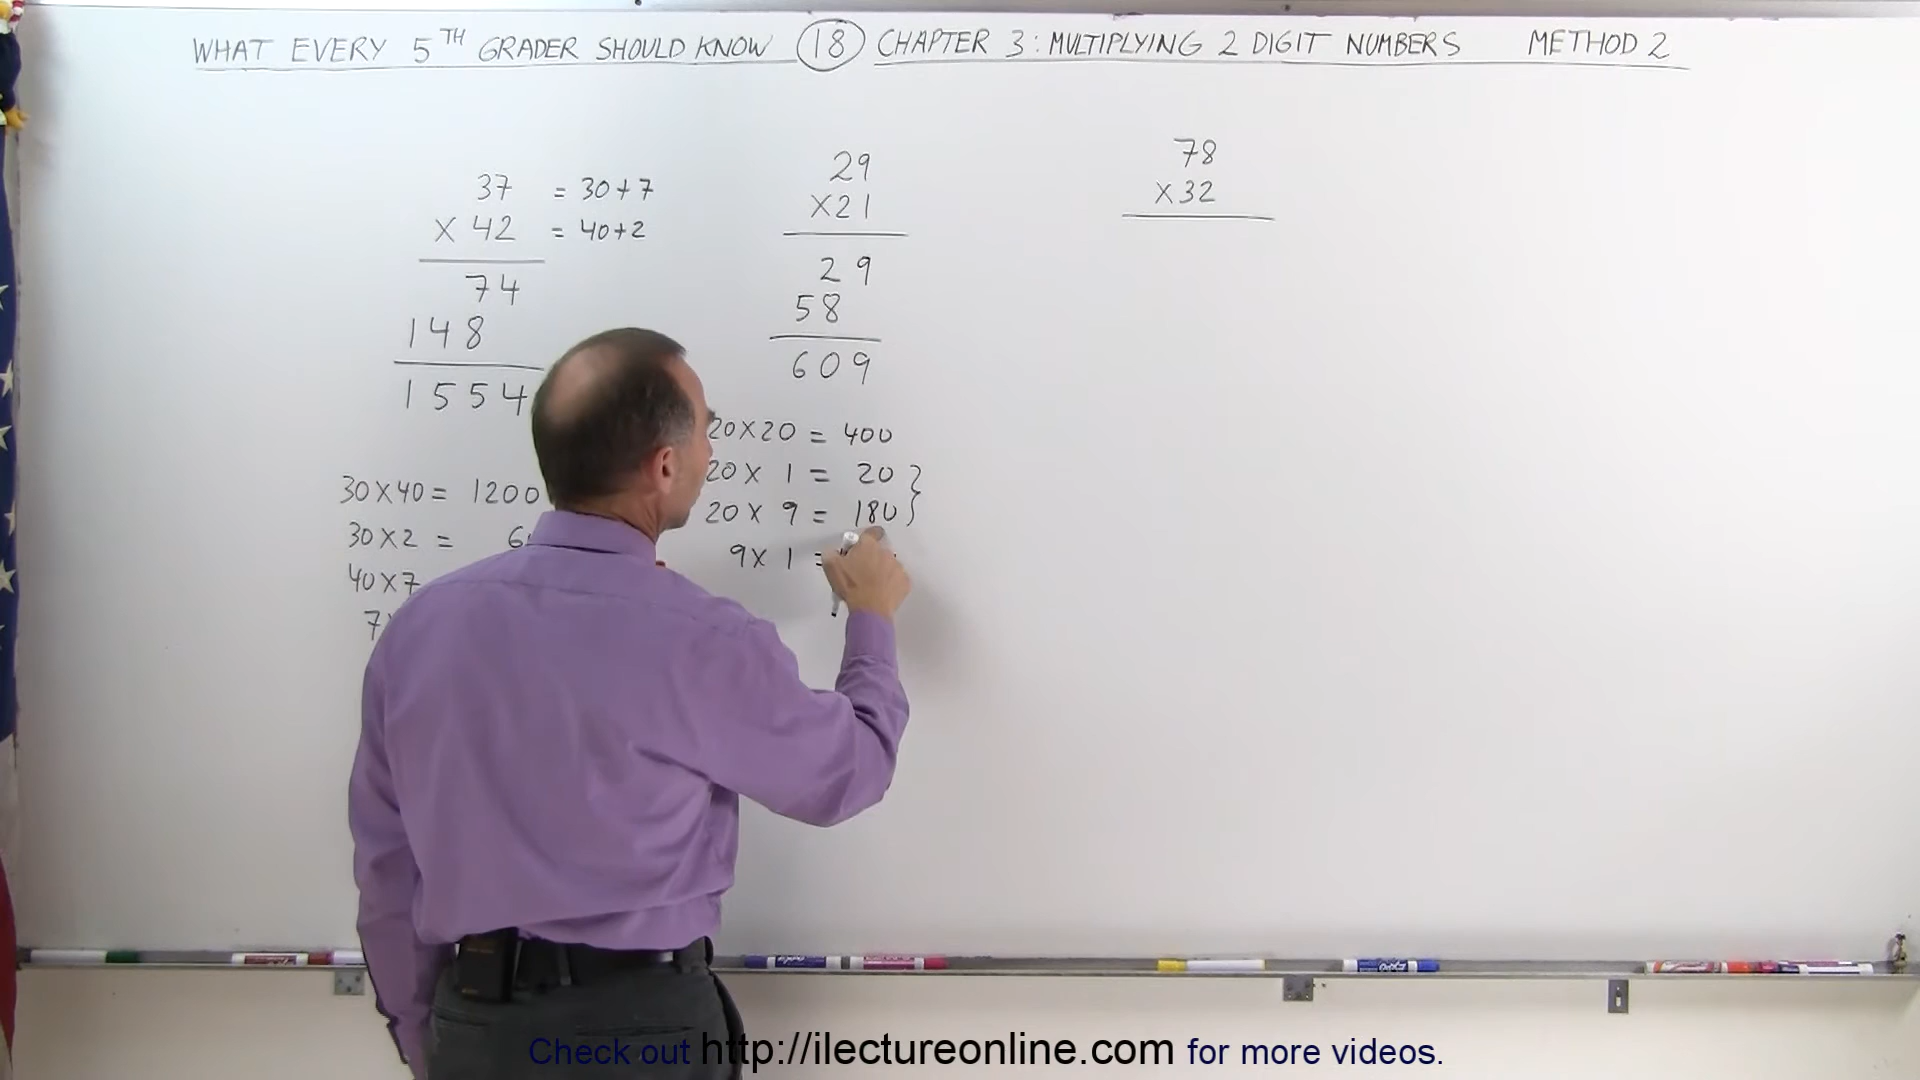 WHAT EVERY 5TH GRADER SHOULD KNOW 18 CHAPTER 3: MULTIPLYING 2 DIGIT NUMBERS METHOD 2
37 = 30+7
X 42 = 40+2
74
148
1554
30X40= 1200
30X2 =
40X7
29
X21
29
58
609
20X20 = 400
20X 1 = 20
20X 9 = 180
9X 1 =
78
X32
Check out http://ilectureonline.com for more videos.